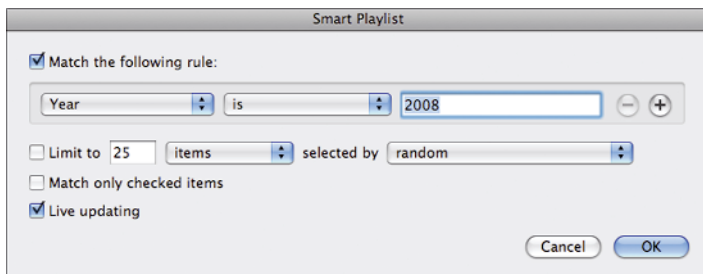 Smart Playlist
Match the following rule:
Year is 2008
Limit to 25 items selected by random
Match only checked items
Live updating
Cancel OK